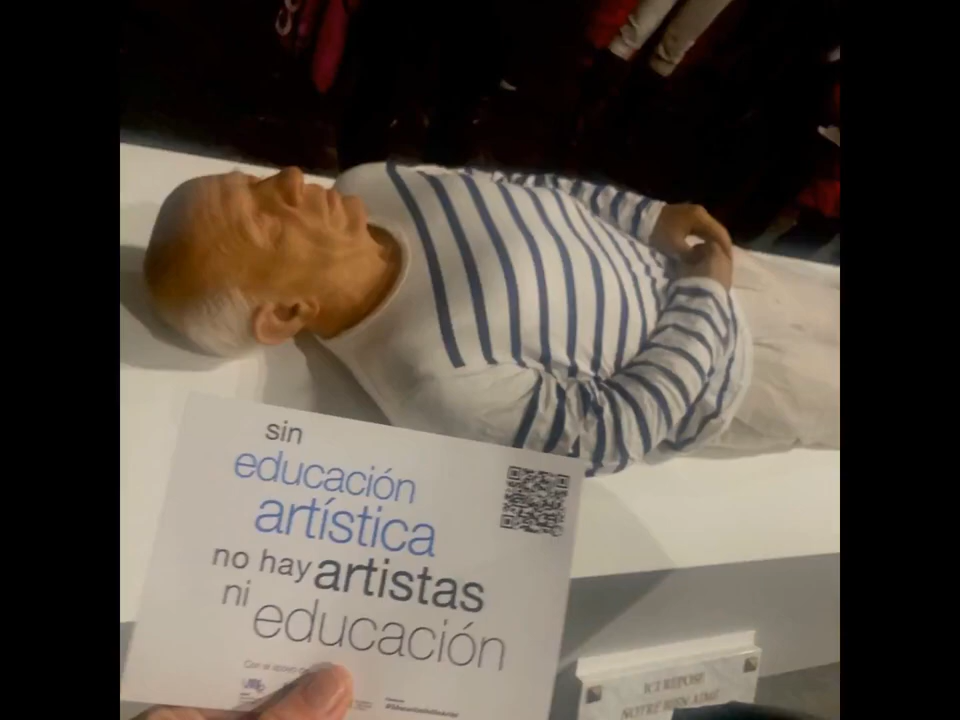 sin
educación
artística
no hay artistas
ni
educación
ICI REPOSE
NOTRE BIEN AIMÉ